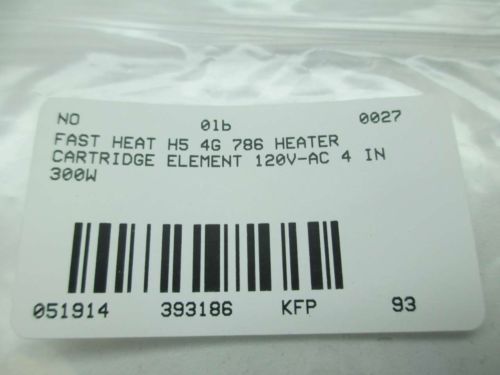 NO 01b 0027
FAST HEAT H5 4G 786 HEATER
CARTRIDGE ELEMENT 120V-AC 4 IN
300W
051914 393186 KFP 93